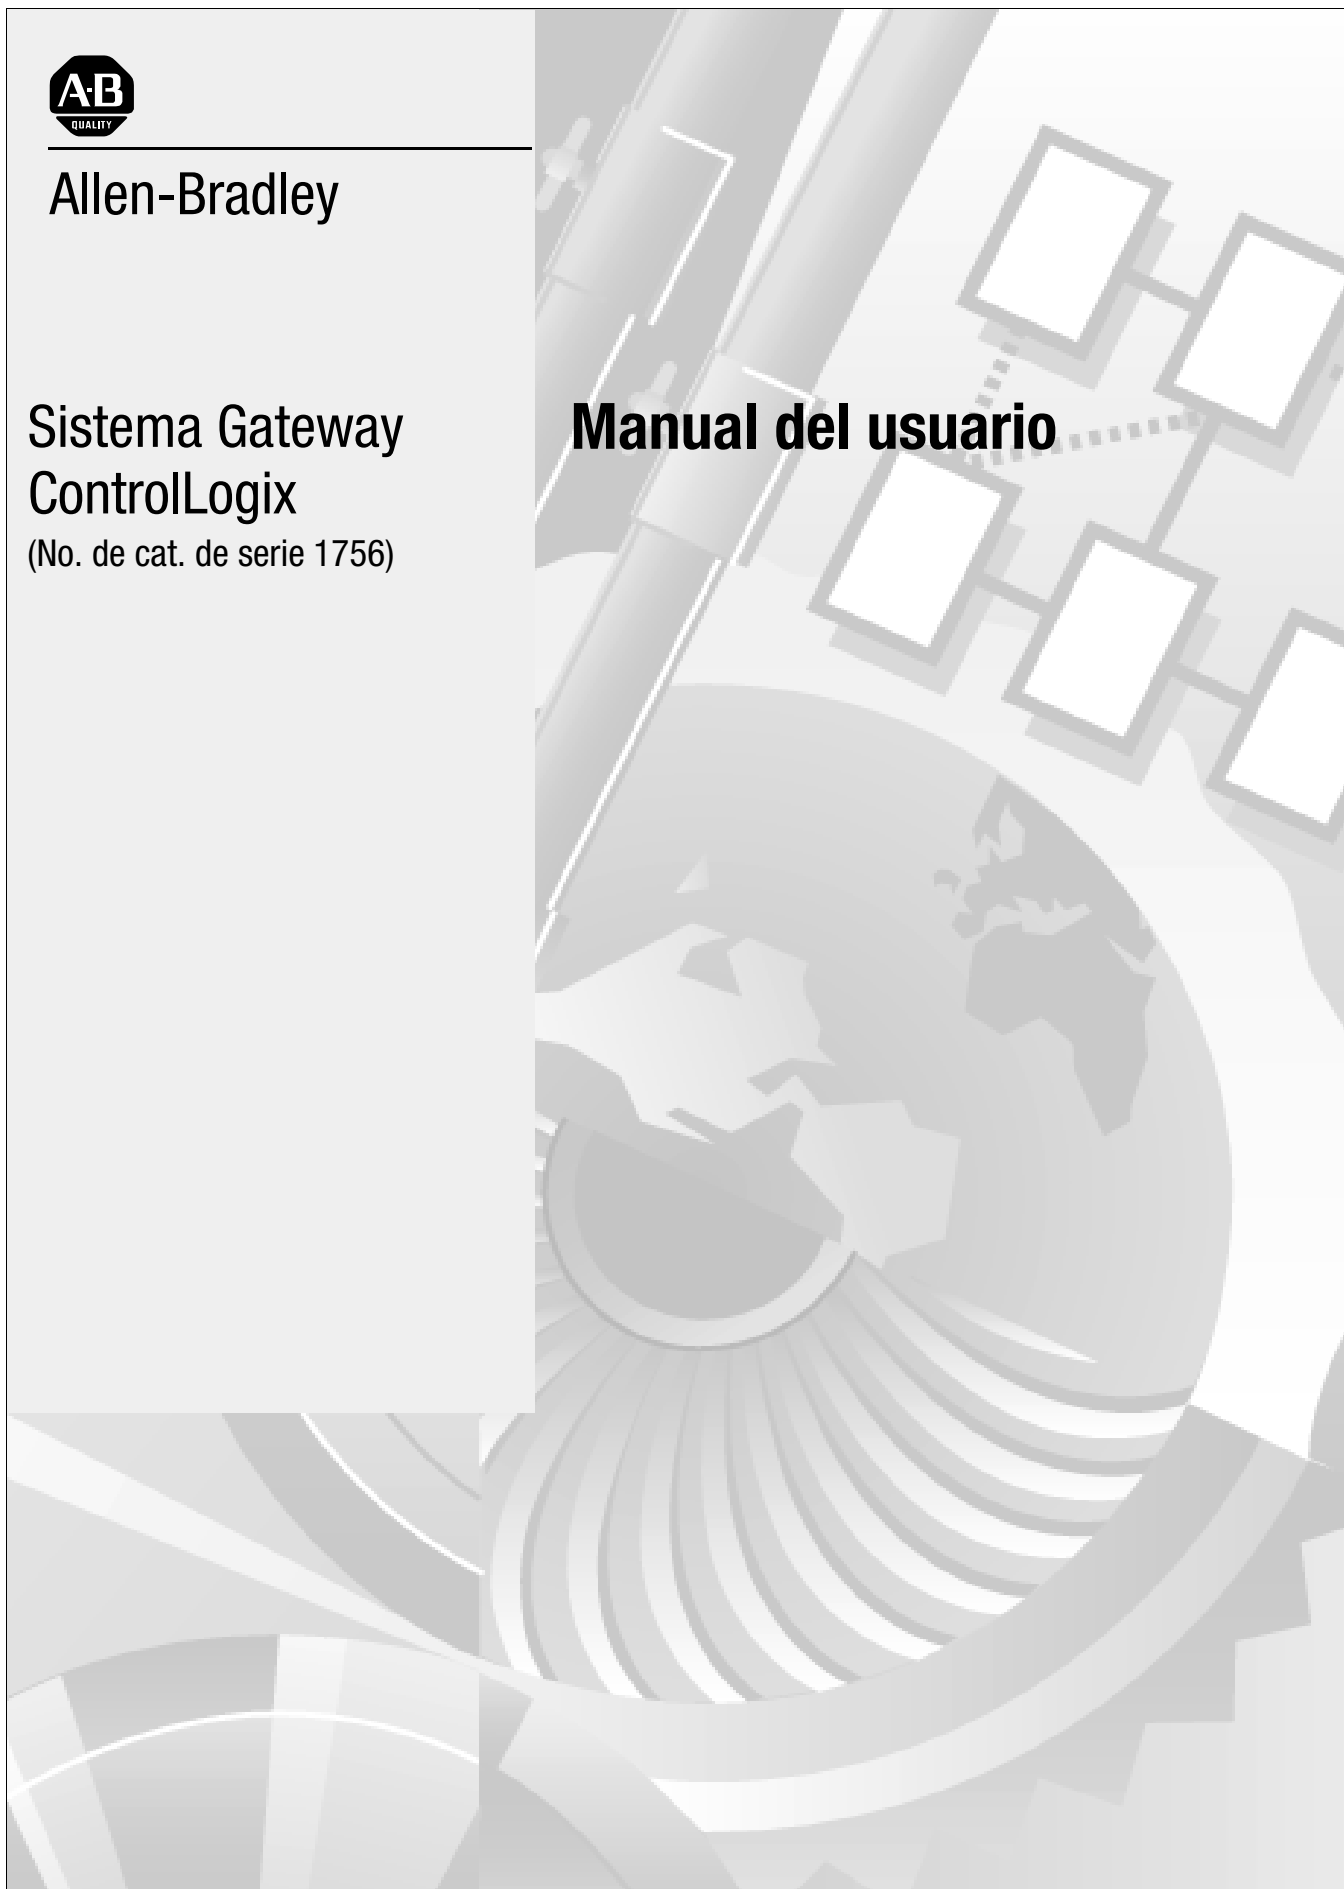 A·B
QUALITY
Allen-Bradley
Sistema Gateway
ControlLogix
(No. de cat. de serie 1756)
Manual del usuario